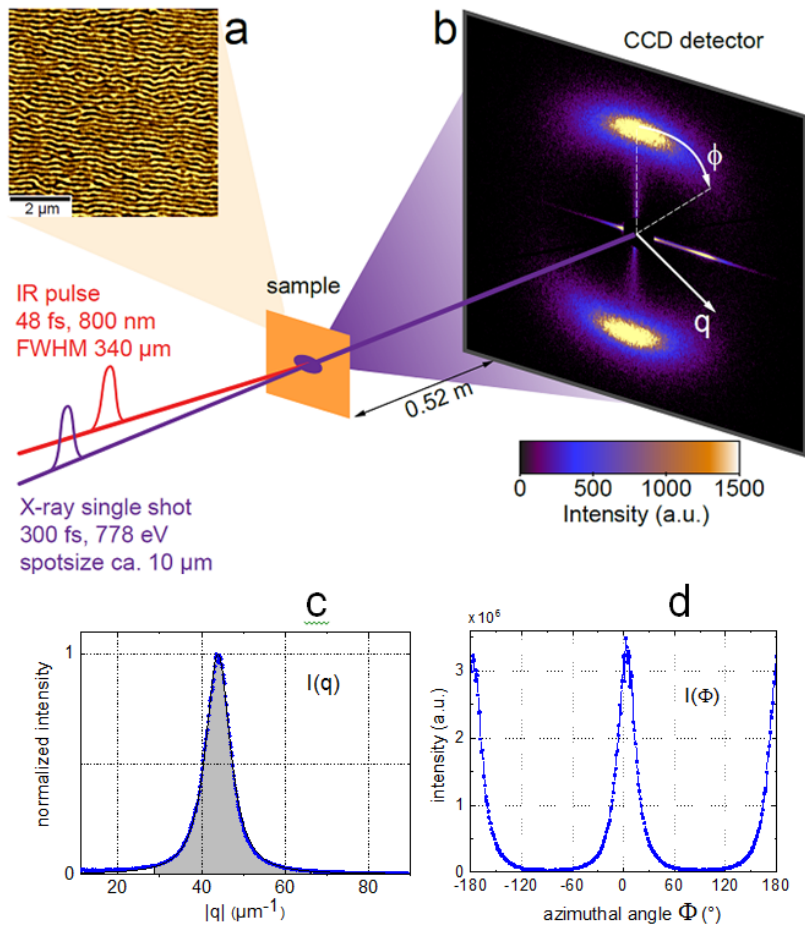 a
b
CCD detector
2 µm
ϕ
sample
IR pulse
48 fs, 800 nm
FWHM 340 µm
q
0.52 m
0 500 1000 1500
Intensity (a.u.)
X-ray single shot
300 fs, 778 eV
spotsize ca. 10 µm
c
1
I(q)
normalized intensity
0
20 40 60 80
|q| (µm⁻¹)
d
x 10⁶
3
I(Φ)
2
intensity (a.u.)
1
0
-180 -120 -60 0 60 120 180
azimuthal angle Φ (°)